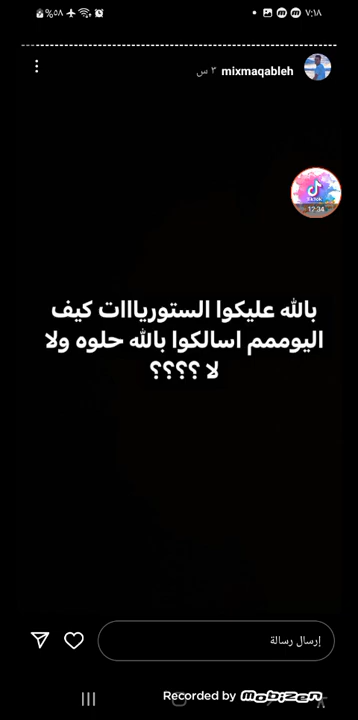 ٧:١٨
%٥٨
mixmaqableh ٣ س
TikTok
12:34
بالله عليكوا الستوريااات كيف
اليوممم اسالكوا بالله حلوه ولا
لا ؟؟؟؟
إرسال رسالة
Recorded by mobizen